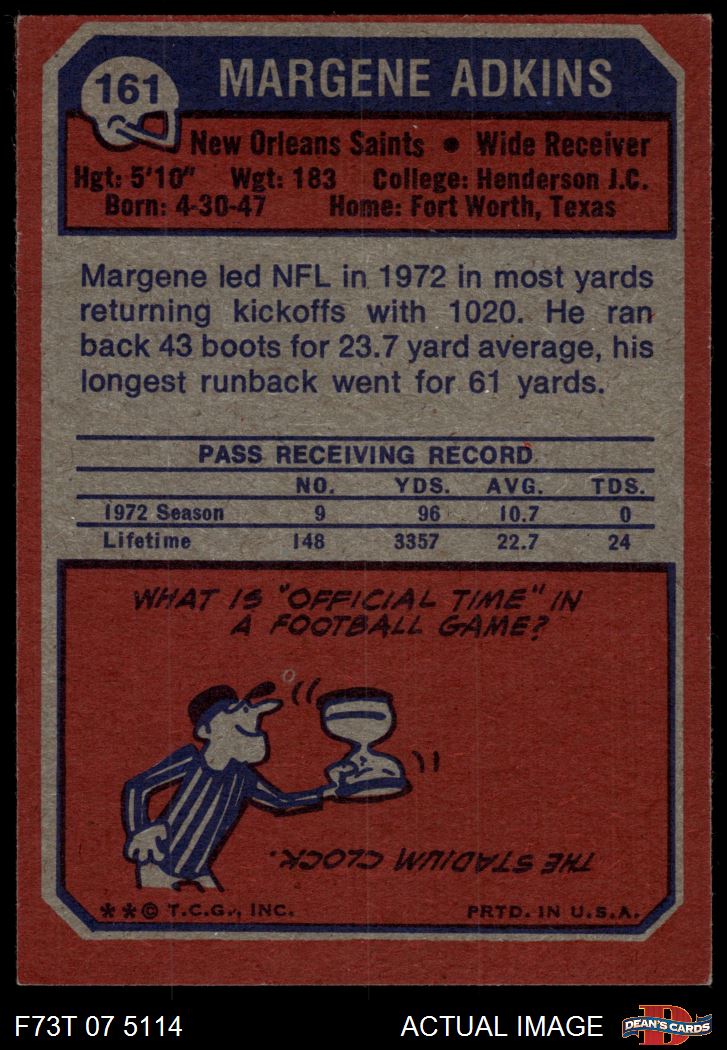 161
MARGENE ADKINS
New Orleans Saints • Wide Receiver
Hgt: 5'10" Wgt: 183 College: Henderson J.C.
Born: 4-30-47 Home: Fort Worth, Texas
Margene led NFL in 1972 in most yards
returning kickoffs with 1020. He ran
back 43 boots for 23.7 yard average, his
longest runback went for 61 yards.
PASS RECEIVING RECORD
NO. YDS. AVG. TDS.
1972 Season 9 96 10.7 0
Lifetime 148 3357 22.7 24
WHAT IS "OFFICIAL TIME" IN
A FOOTBALL GAME?
THE STADIUM CLOCK.
**© T.C.G., INC. PRTD. IN U.S.A.
F73T 07 5114 ACTUAL IMAGE
D
DEAN'S CARDS